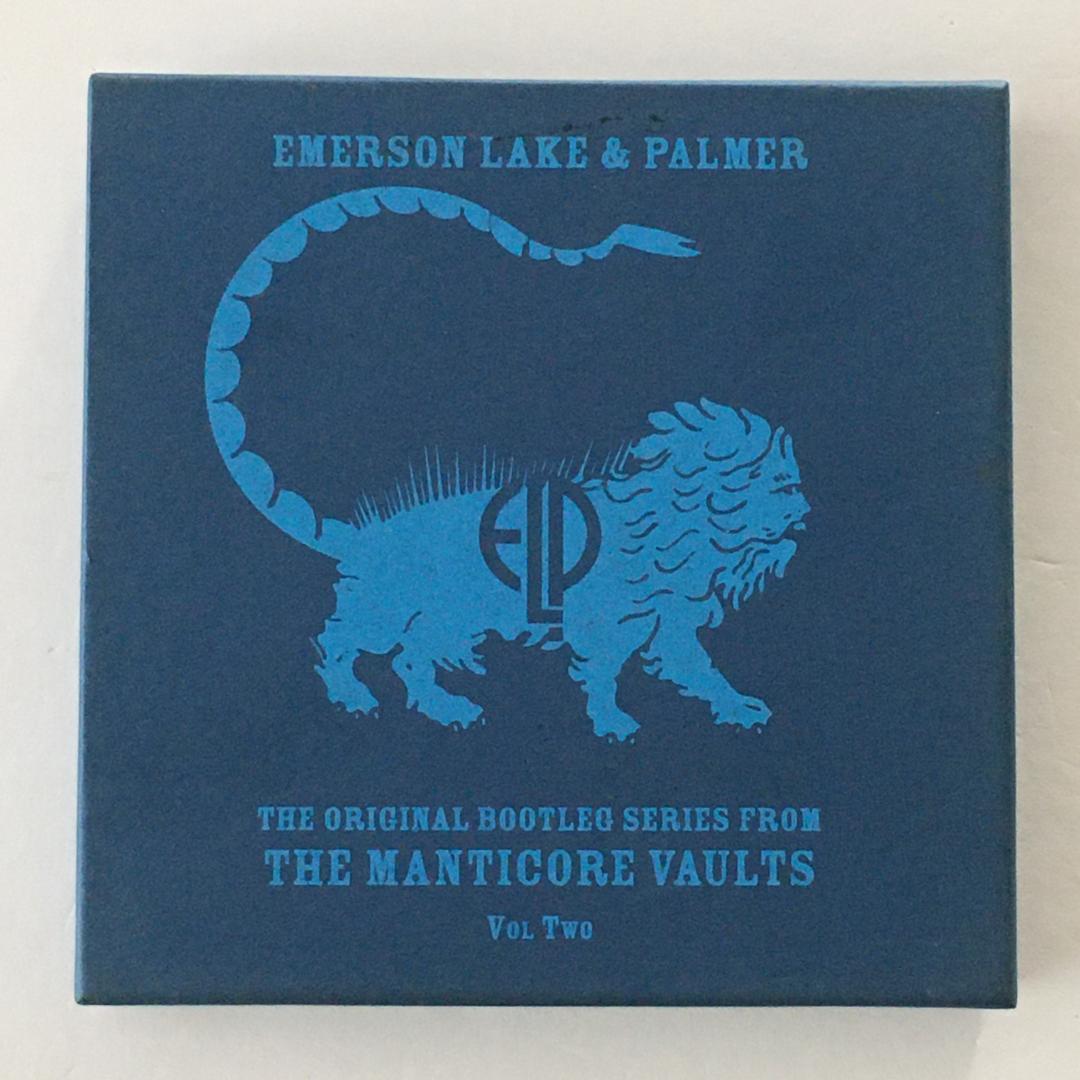 EMERSON LAKE & PALMER
ELP
THE ORIGINAL BOOTLEG SERIES FROM
THE MANTICORE VAULTS
VOL TWO